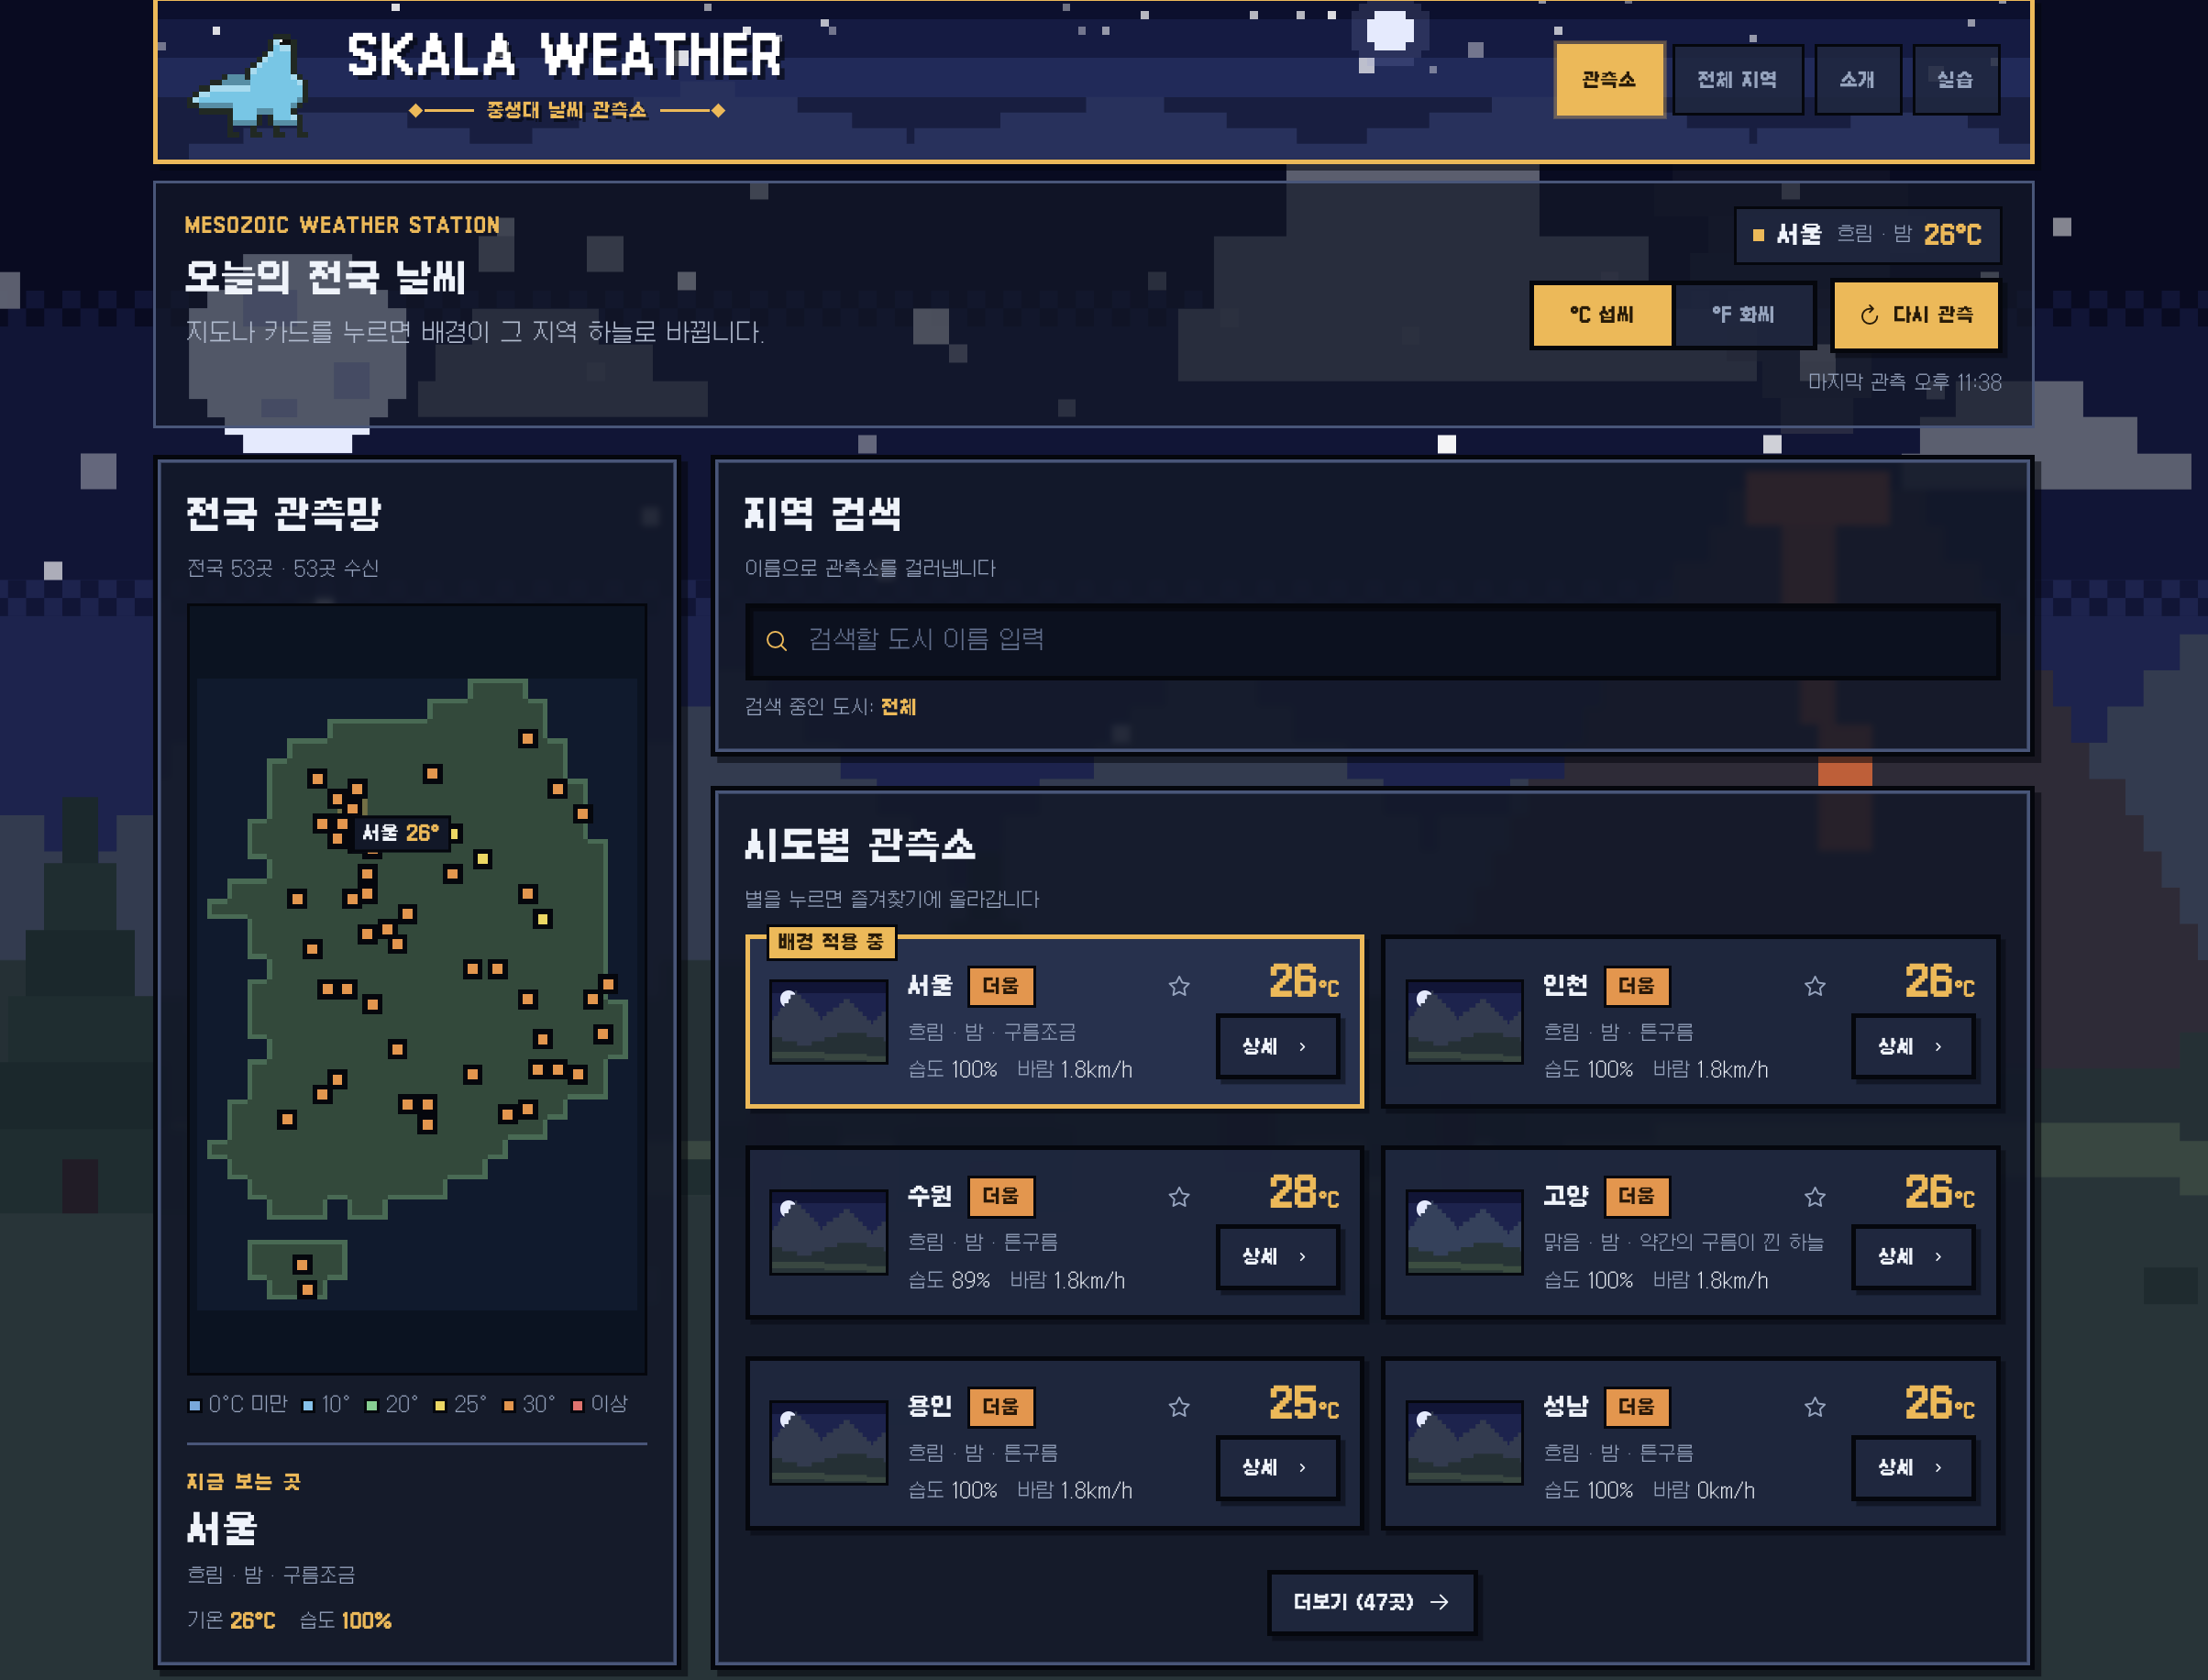 SKALA WEATHER
중생대 날씨 관측소
관측소
전체 지역
소개
실습
MESOZOIC WEATHER STATION
오늘의 전국 날씨
지도나 카드를 누르면 배경이 그 지역 하늘로 바뀝니다.
서울 흐림 · 밤 26°C
°C 섭씨
°F 화씨
다시 관측
마지막 관측 오후 11:38
전국 관측망
전국 53곳 · 53곳 수신
서울 26°
0°C 미만 10° 20° 25° 30° 이상
지금 보는 곳
서울
흐림 · 밤 · 구름조금
기온 26°C 습도 100%
지역 검색
이름으로 관측소를 걸러냅니다
검색할 도시 이름 입력
검색 중인 도시: 전체
시도별 관측소
별을 누르면 즐겨찾기에 올라갑니다
배경 적용 중
서울 더움 26°C
흐림 · 밤 · 구름조금
습도 100% 바람 1.8km/h
상세 ›
인천 더움 26°C
흐림 · 밤 · 튼구름
습도 100% 바람 1.8km/h
상세 ›
수원 더움 28°C
흐림 · 밤 · 튼구름
습도 89% 바람 1.8km/h
상세 ›
고양 더움 26°C
맑음 · 밤 · 약간의 구름이 낀 하늘
습도 100% 바람 1.8km/h
상세 ›
용인 더움 25°C
흐림 · 밤 · 튼구름
습도 100% 바람 1.8km/h
상세 ›
성남 더움 26°C
흐림 · 밤 · 튼구름
습도 100% 바람 0km/h
상세 ›
더보기 (47곳) →